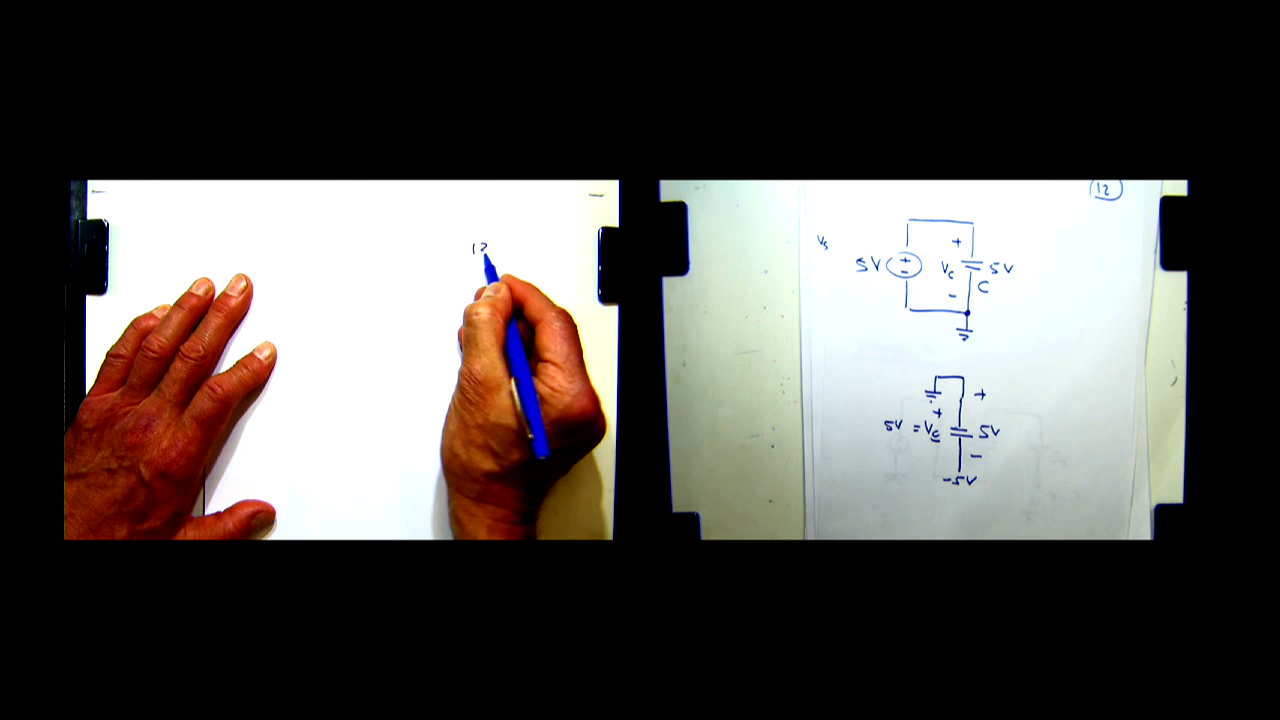 12
12
Vs
+
5V + - Vc 5V
- C
+
+
5V = Vc 5V
-
-5V